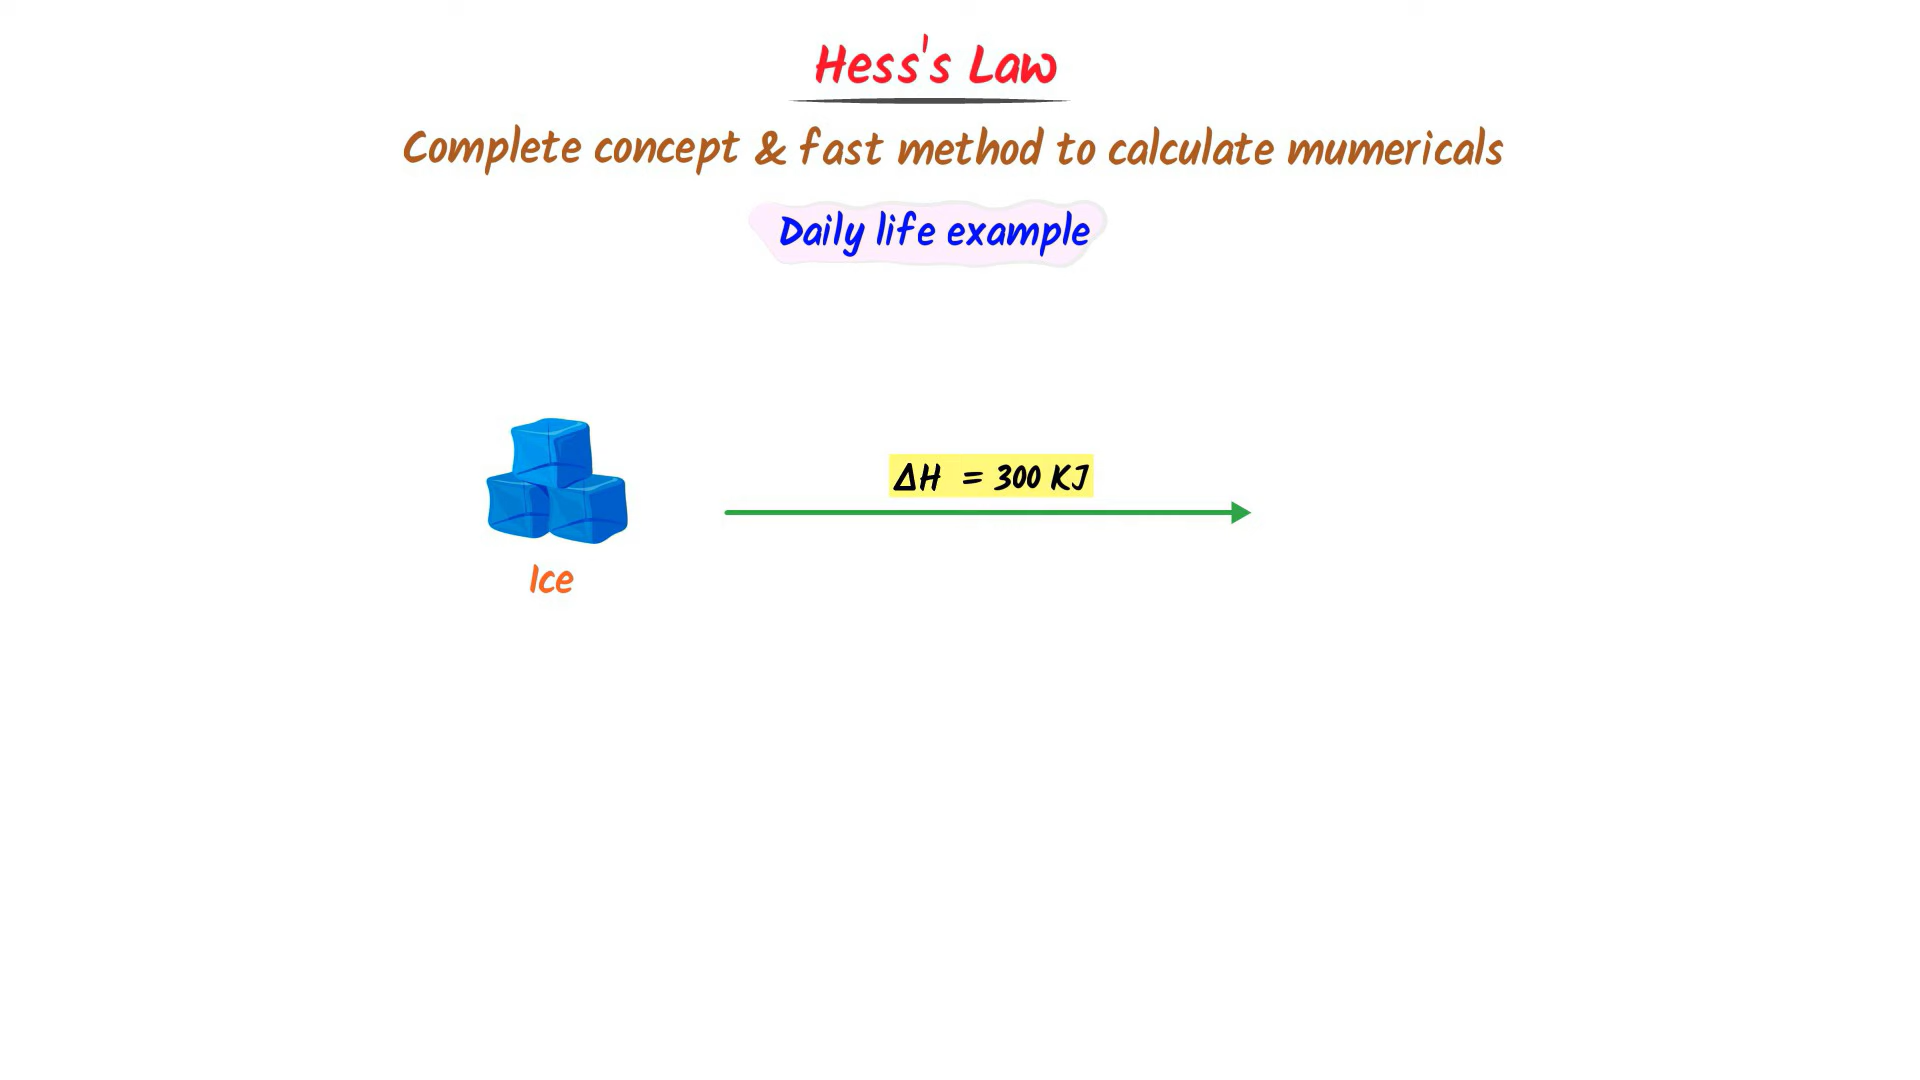 Hess's Law
Complete concept & fast method to calculate mumericals
Daily life example
ΔH = 300 KJ
Ice